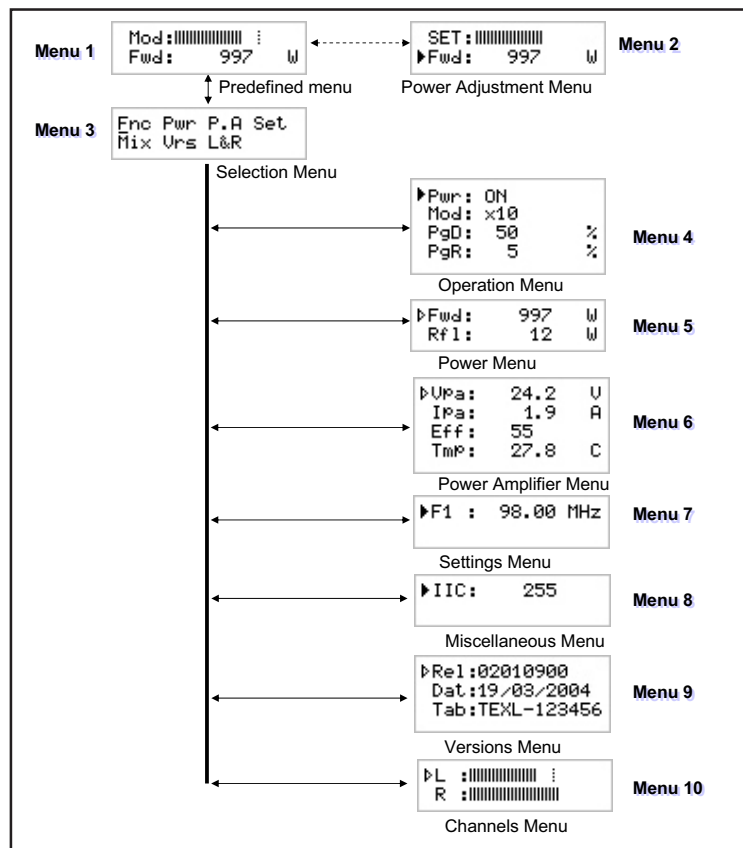 Menu 1
Mod:
Fwd: 997 W
Predefined menu
SET:
Fwd: 997 W
Menu 2
Power Adjustment Menu
Menu 3
Fnc Pwr P.A Set
Mix Vrs L&R
Selection Menu
Pwr: ON
Mod: x10
PgD: 50 %
PgR: 5 %
Menu 4
Operation Menu
Fwd: 997 W
Rfl: 12 W
Menu 5
Power Menu
Vpa: 24.2 V
Ipa: 1.9 A
Eff: 55
Tmp: 27.8 C
Menu 6
Power Amplifier Menu
F1 : 98.00 MHz
Menu 7
Settings Menu
IIC: 255
Menu 8
Miscellaneous Menu
Rel:02010900
Dat:19/03/2004
Tab:TEXL-123456
Menu 9
Versions Menu
L :
R :
Menu 10
Channels Menu